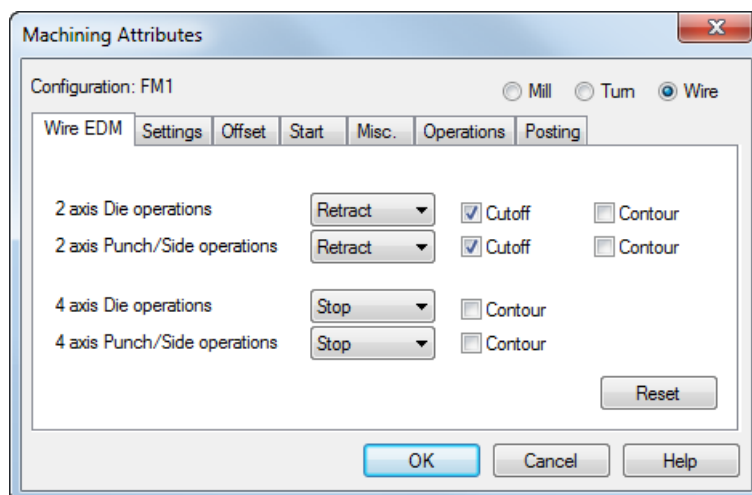 Machining Attributes
Configuration: FM1 Mill Turn Wire
Wire EDM Settings Offset Start Misc. Operations Posting
2 axis Die operations Retract Cutoff Contour
2 axis Punch/Side operations Retract Cutoff Contour
4 axis Die operations Stop Contour
4 axis Punch/Side operations Stop Contour
Reset
OK Cancel Help